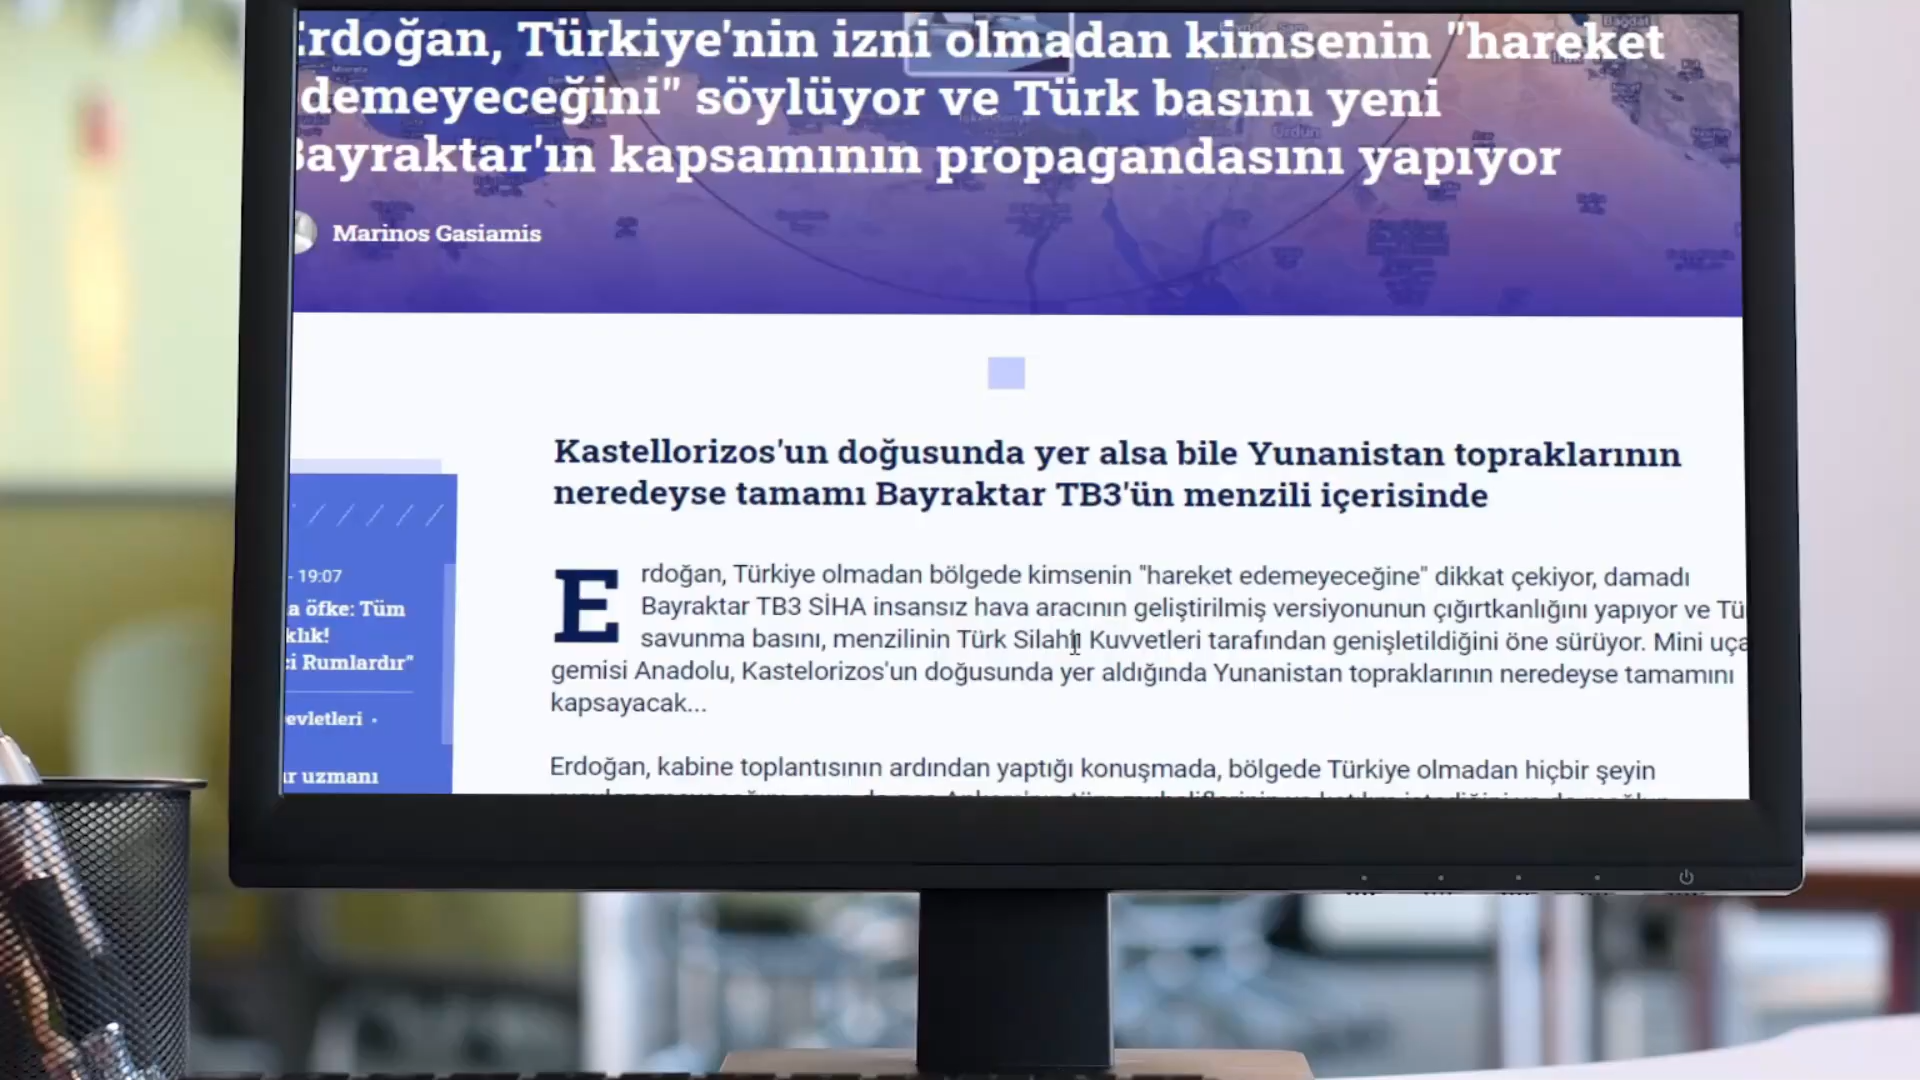 Erdoğan, Türkiye'nin izni olmadan kimsenin "hareket
edemeyeceğini" söylüyor ve Türk basını yeni
Bayraktar'ın kapsamının propagandasını yapıyor
Marinos Gasiamis
Kastellorizos'un doğusunda yer alsa bile Yunanistan topraklarının
neredeyse tamamı Bayraktar TB3'ün menzili içerisinde
Erdoğan, Türkiye olmadan bölgede kimsenin "hareket edemeyeceğine" dikkat çekiyor, damadı
Bayraktar TB3 SİHA insansız hava aracının geliştirilmiş versiyonunun çığırtkanlığını yapıyor ve Tü
savunma basını, menzilinin Türk Silahlı Kuvvetleri tarafından genişletildiğini öne sürüyor. Mini uça
gemisi Anadolu, Kastelorizos'un doğusunda yer aldığında Yunanistan topraklarının neredeyse tamamını
kapsayacak...
Erdoğan, kabine toplantısının ardından yaptığı konuşmada, bölgede Türkiye olmadan hiçbir şeyin
- 19:07
a öfke: Tüm
klık!
i Rumlardır"
evletleri •
ır uzmanı